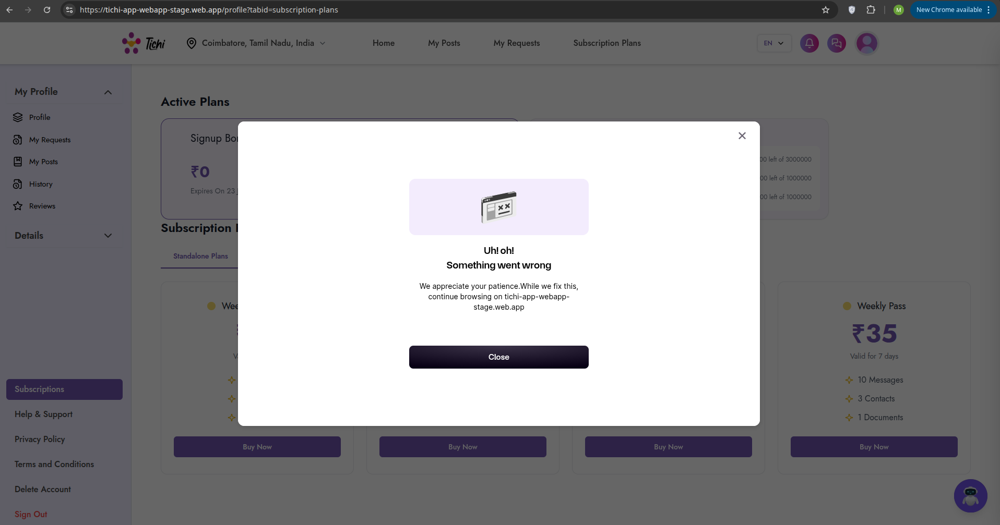 https://tichi-app-webapp-stage.web.app/profile?tabid=subscription-plans
M
New Chrome available
Tichi
Coimbatore, Tamil Nadu, India
Home
My Posts
My Requests
Subscription Plans
EN
My Profile
Profile
My Requests
My Posts
History
Reviews
Details
Subscriptions
Help & Support
Privacy Policy
Terms and Conditions
Delete Account
Sign Out
Active Plans
Signup
₹0
Expires On 23
00 left of 3000000
00 left of 1000000
00 left of 1000000
Subscription
Standalone Plans
Uh! oh!
Something went wrong
We appreciate your patience.While we fix this,
continue browsing on tichi-app-webapp-
stage.web.app
Close
Weekly Pass
₹35
Valid for 7 days
10 Messages
3 Contacts
1 Documents
Buy Now
Buy Now
Buy Now
Buy Now